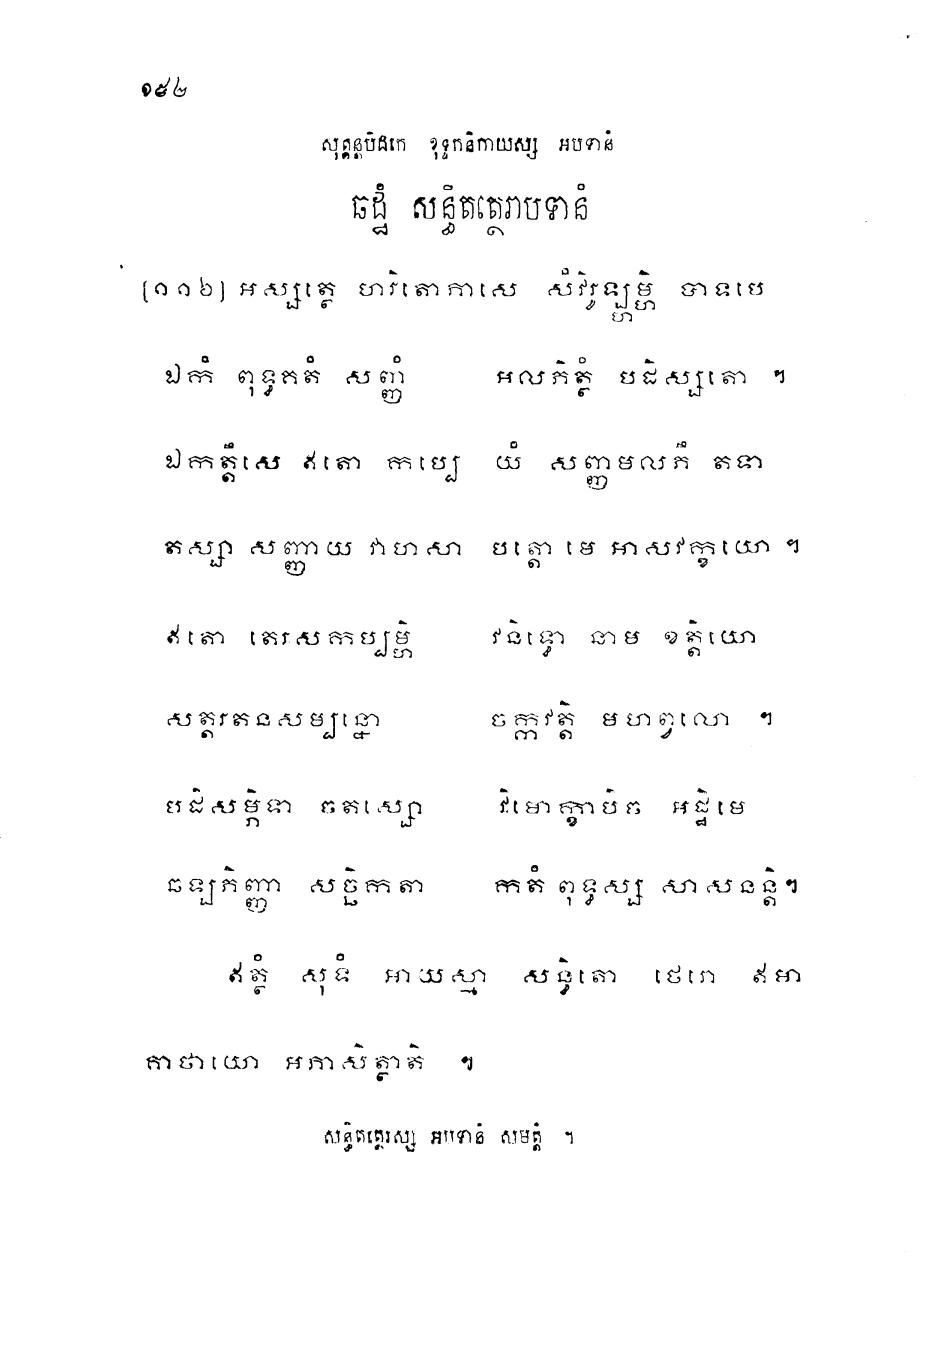 ១៥២
សុត្តន្តបិដកេ ខុទ្ទកនិកាយស្ស អបទានំ
ឆដ្ឋំ សន្ធិតត្ថេរាបទានំ
[១១៦] អស្សត្ថេ ហរិតោកាសេ សំវិរូឡ្ហម្ហិ បាទបេ
ឯកំ ពុទ្ធគតំ សញ្ញំ អលភិត្ថំ បដិស្សតោ ។
ឯកត្តឹសេ ឥតោ កប្បេ យំ សញ្ញមលភឹ តទា
តស្សា សញ្ញាយ វាហសា បត្តោ មេ អាសវក្ខយោ ។
ឥតោ តេរសកប្បម្ហិ វនិទ្ធោ នាម ខត្តិយោ
សត្តរតនសម្បន្នោ ចក្កវត្តិ មហព្វលោ ។
បដិសម្ភិទា ចតស្សោ វិមោក្ខាបិច អដ្ឋិមេ
ឆឡ្បភិញ្ញា សច្ឆិកតា កតំ ពុទ្ធស្ស សាសនន្តិ។
ឥត្ថំ សុទំ អាយស្មា សន្ធិតោ ថេរោ ឥមា
គាថាយោ អភាសិត្ថាតិ ។
សន្ធិតត្ថេរស្ស អបទានំ សមត្តំ ។